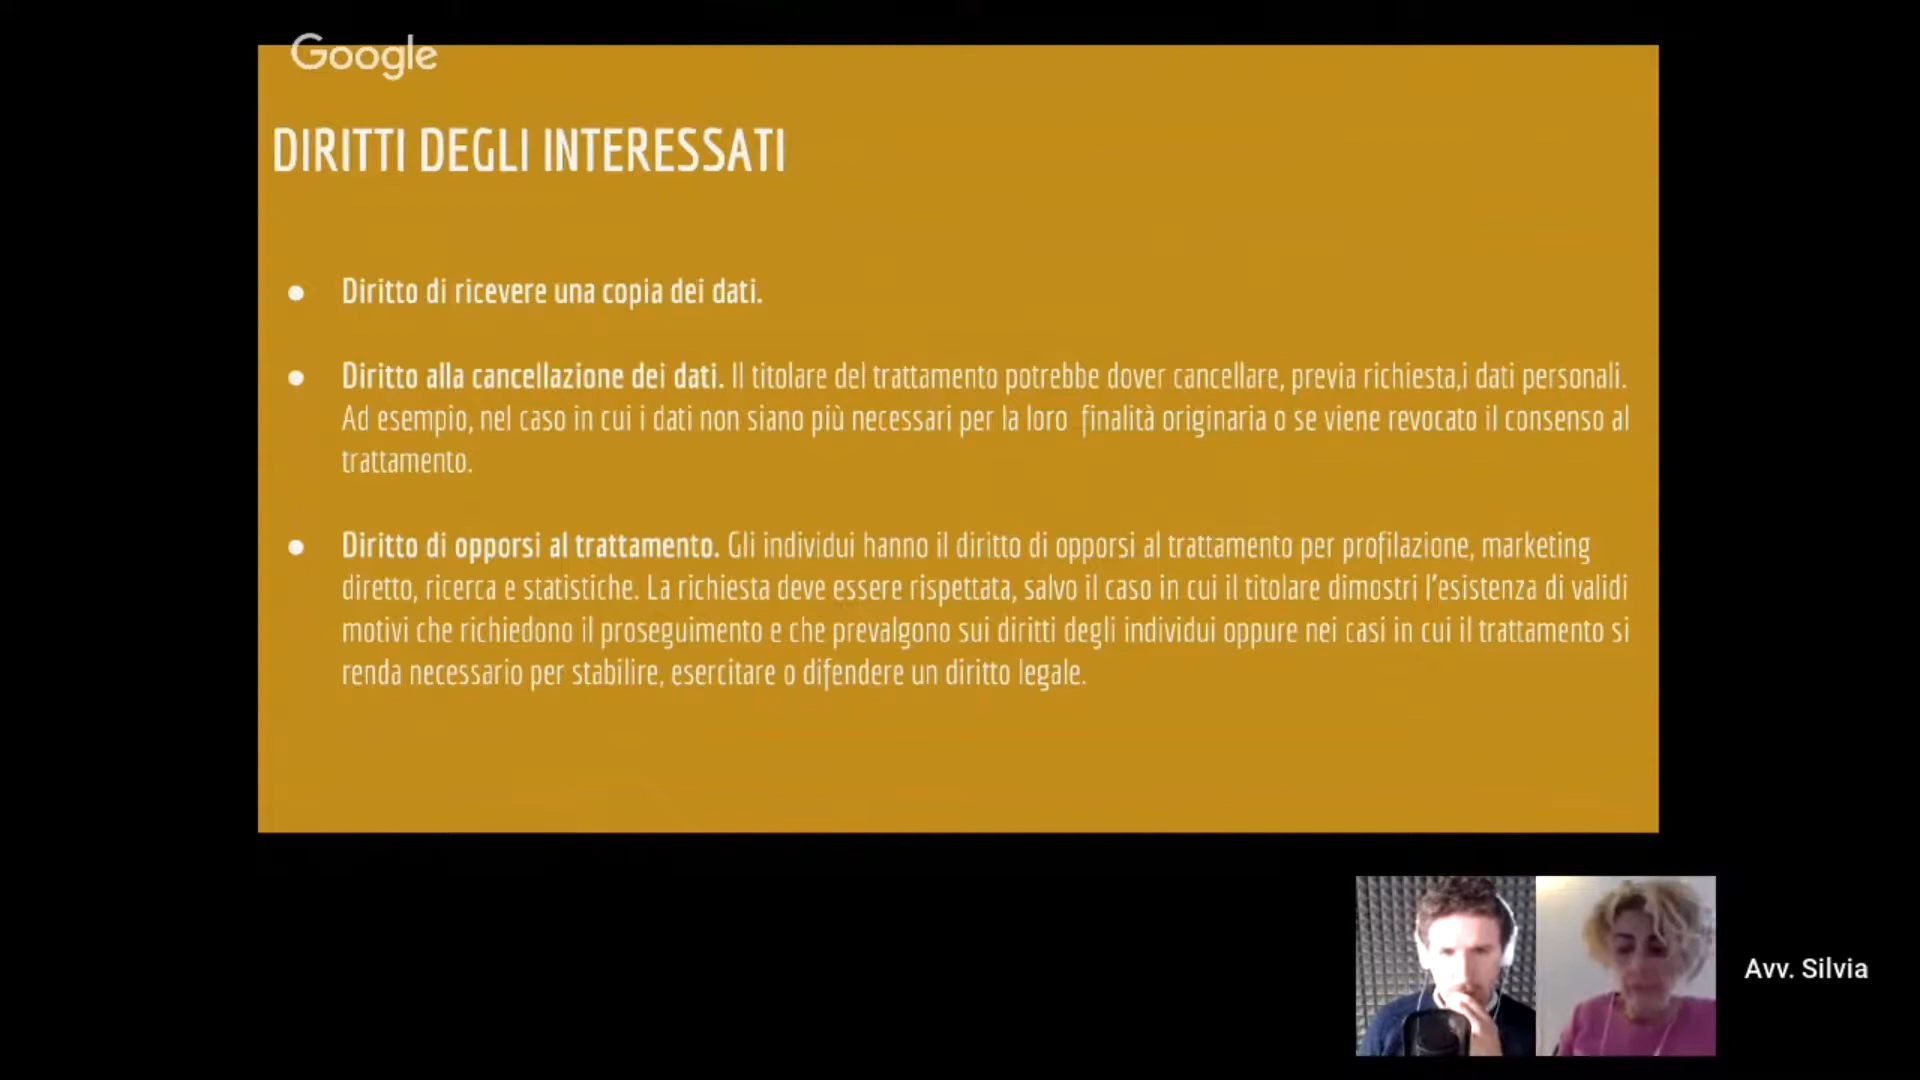 Google
DIRITTI DEGLI INTERESSATI
● Diritto di ricevere una copia dei dati.
● Diritto alla cancellazione dei dati. Il titolare del trattamento potrebbe dover cancellare, previa richiesta,i dati personali.
Ad esempio, nel caso in cui i dati non siano più necessari per la loro finalità originaria o se viene revocato il consenso al
trattamento.
● Diritto di opporsi al trattamento. Gli individui hanno il diritto di opporsi al trattamento per profilazione, marketing
diretto, ricerca e statistiche. La richiesta deve essere rispettata, salvo il caso in cui il titolare dimostri l'esistenza di validi
motivi che richiedono il proseguimento e che prevalgono sui diritti degli individui oppure nei casi in cui il trattamento si
renda necessario per stabilire, esercitare o difendere un diritto legale.
Avv. Silvia